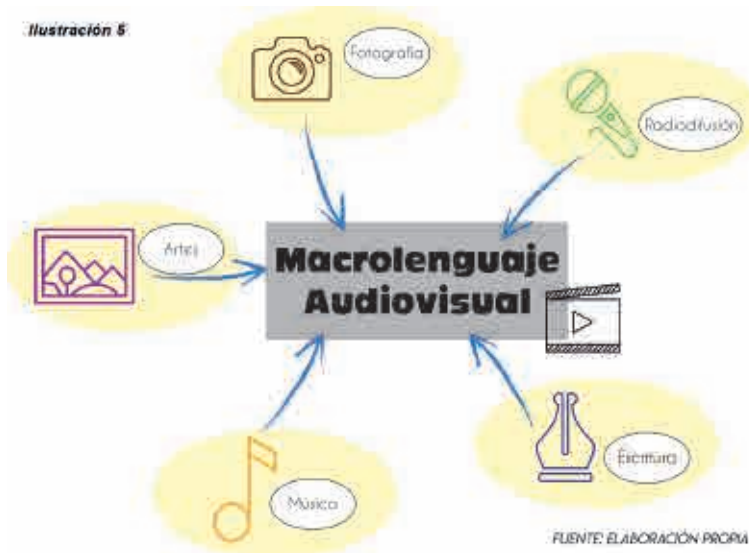 Ilustración 5
Fotografía
Radiodifusión
Artes
Macrolenguaje
Audiovisual
Escritura
Música
FUENTE: ELABORACIÓN PROPIA